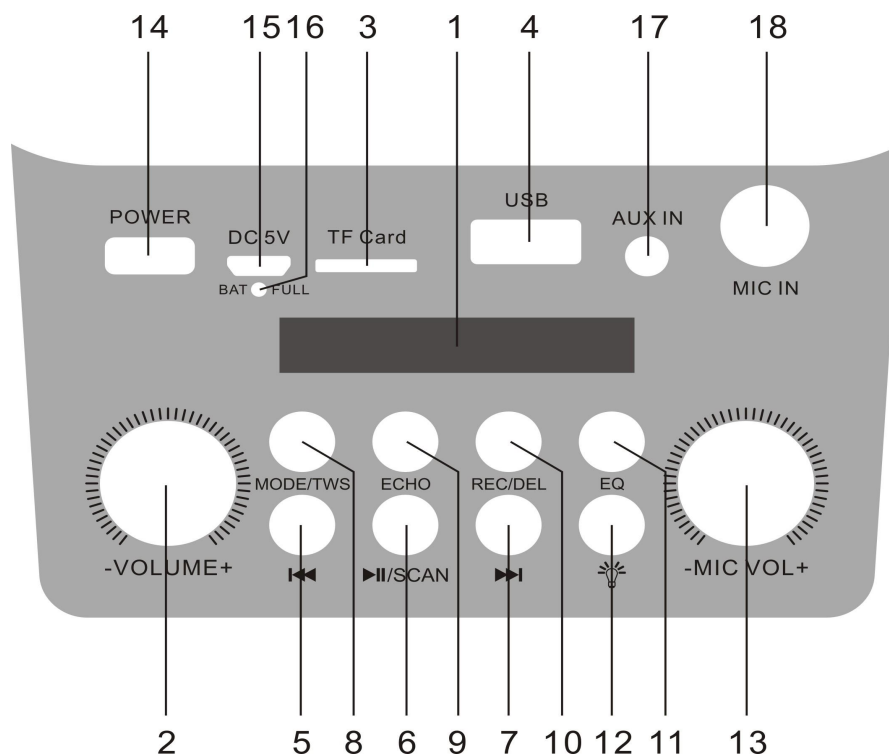 14 15 16 3 1 4 17 18
USB
POWER
AUX IN
DC 5V TF Card
BAT FULL
MIC IN
MODE/TWS ECHO REC/DEL EQ
-VOLUME+ /SCAN -MIC VOL+
2 5 8 6 9 7 10 12 11 13